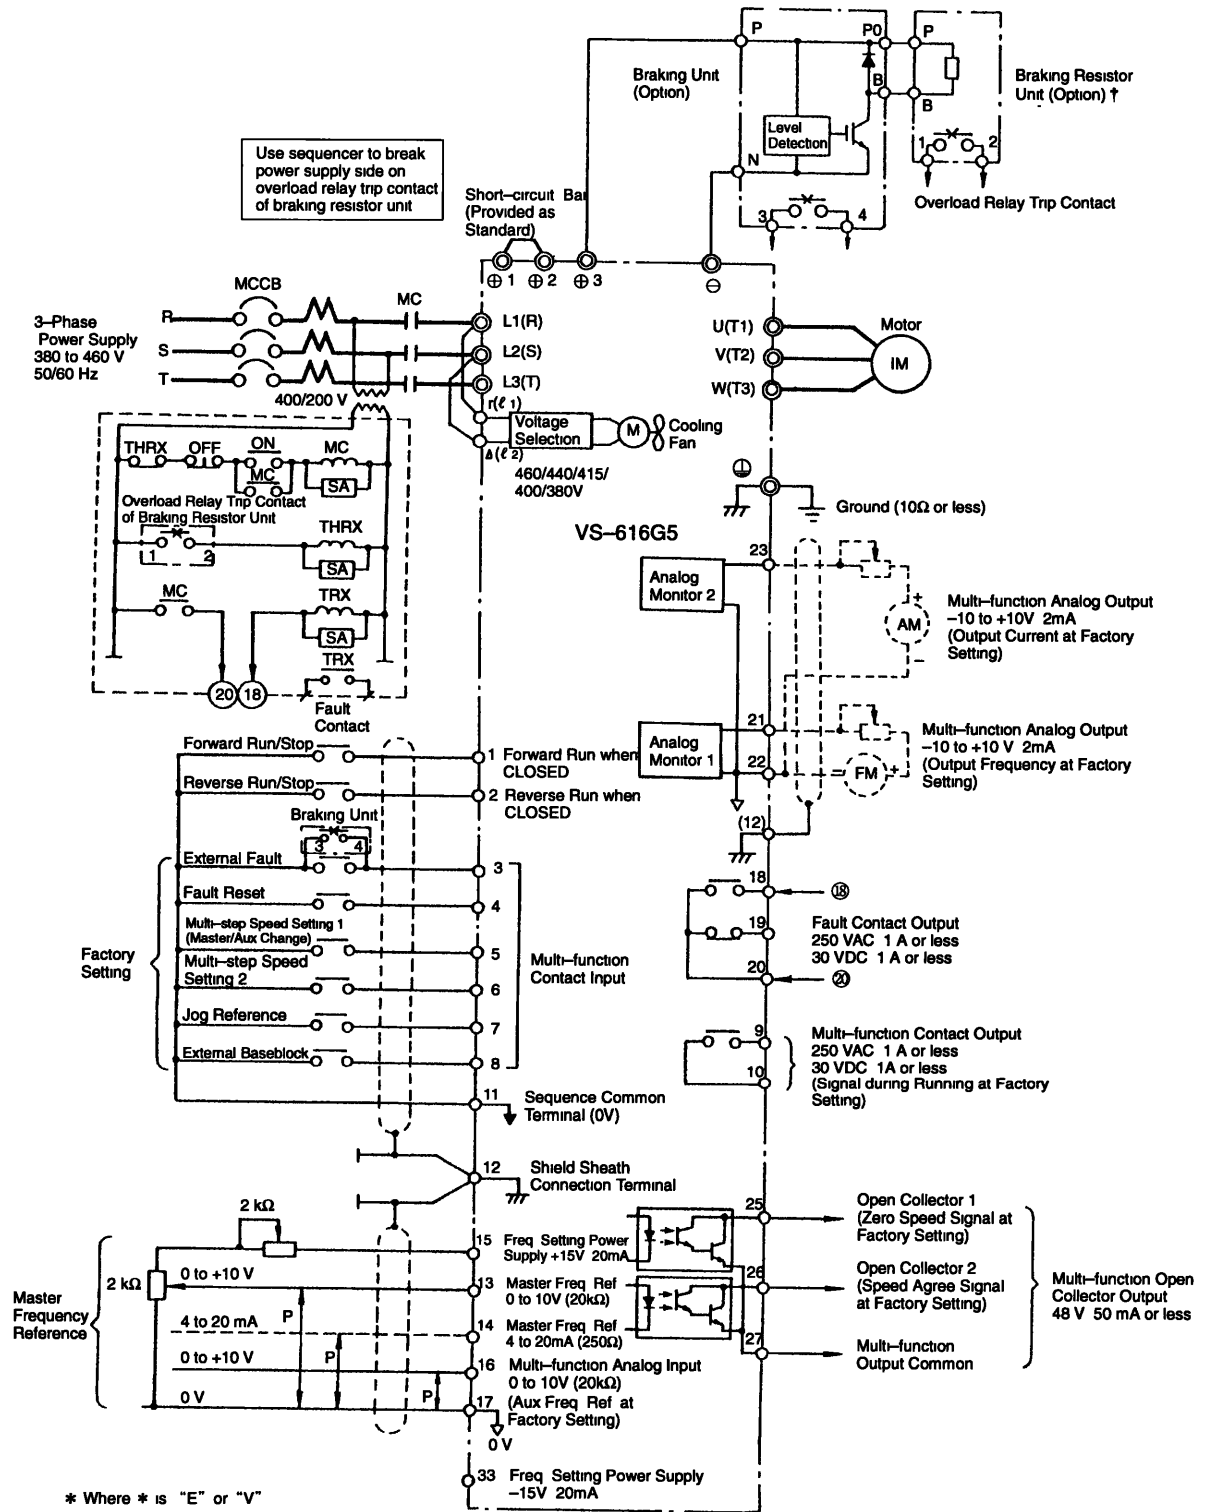 P
P0
P
Braking Unit
(Option)
B
B
Braking Resistor
Unit (Option) †
Level
Detection
1
2
N
Overload Relay Trip Contact
3
4
Use sequencer to break
power supply side on
overload relay trip contact
of braking resistor unit
Short–circuit Bar
(Provided as
Standard)
⊕ 1
⊕ 2
⊕ 3
⊖
MCCB
MC
3–Phase
Power Supply
380 to 460 V
50/60 Hz
R
S
T
L1(R)
L2(S)
L3(T)
U(T1)
V(T2)
W(T3)
Motor
IM
400/200 V
r(ℓ 1)
Δ(ℓ 2)
Voltage
Selection
M
Cooling
Fan
460/440/415/
400/380V
THRX
OFF
ON
MC
MC
SA
Overload Relay Trip Contact
of Braking Resistor Unit
1
2
THRX
SA
MC
TRX
SA
TRX
20
18
Fault
Contact
Ground (10Ω or less)
VS–616G5
23
Analog
Monitor 2
AM
+
–
Multi–function Analog Output
–10 to +10V 2mA
(Output Current at Factory
Setting)
21
Analog
Monitor 1
22
FM
–
+
Multi–function Analog Output
–10 to +10 V 2mA
(Output Frequency at Factory
Setting)
(12)
Forward Run/Stop
1 Forward Run when
CLOSED
Reverse Run/Stop
2 Reverse Run when
CLOSED
Braking Unit
3
4
External Fault
3
Fault Reset
4
Multi–step Speed Setting 1
(Master/Aux Change)
5
Multi–step Speed
Setting 2
6
Jog Reference
7
External Baseblock
8
Factory
Setting
Multi–function
Contact Input
11
Sequence Common
Terminal (0V)
12
Shield Sheath
Connection Terminal
18
⑱
19
Fault Contact Output
250 VAC 1 A or less
30 VDC 1 A or less
20
⑳
9
10
Multi–function Contact Output
250 VAC 1 A or less
30 VDC 1A or less
(Signal during Running at Factory
Setting)
2 kΩ
2 kΩ
Master
Frequency
Reference
0 to +10 V
4 to 20 mA
0 to +10 V
0 V
P
P
P
15
Freq Setting Power
Supply +15V 20mA
13
Master Freq Ref
0 to 10V (20kΩ)
14
Master Freq Ref
4 to 20mA (250Ω)
16
Multi–function Analog Input
0 to 10V (20kΩ)
17
(Aux Freq Ref at
Factory Setting)
0 V
33
Freq Setting Power Supply
–15V 20mA
25
Open Collector 1
(Zero Speed Signal at
Factory Setting)
26
Open Collector 2
(Speed Agree Signal
at Factory Setting)
27
Multi–function
Output Common
Multi–function Open
Collector Output
48 V 50 mA or less
* Where * is "E" or "V"